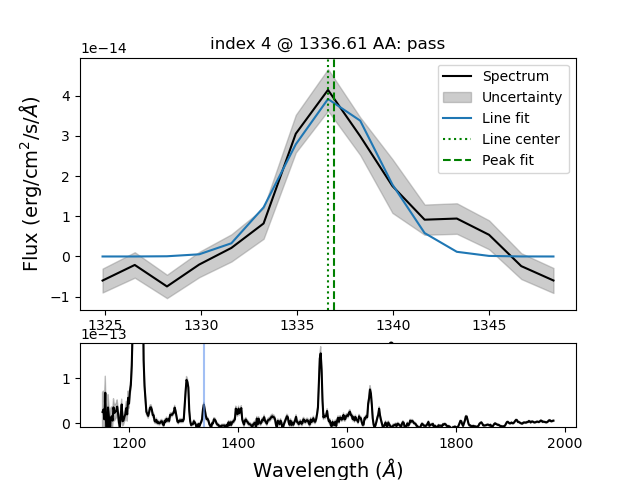 index 4 @ 1336.61 AA: pass
1e−14
Flux (erg/cm²/s/Å)
4
3
2
1
0
−1
Spectrum
Uncertainty
Line fit
Line center
Peak fit
1325 1330 1335 1340 1345
1e−13
1
0
1200 1400 1600 1800 2000
Wavelength (Å)